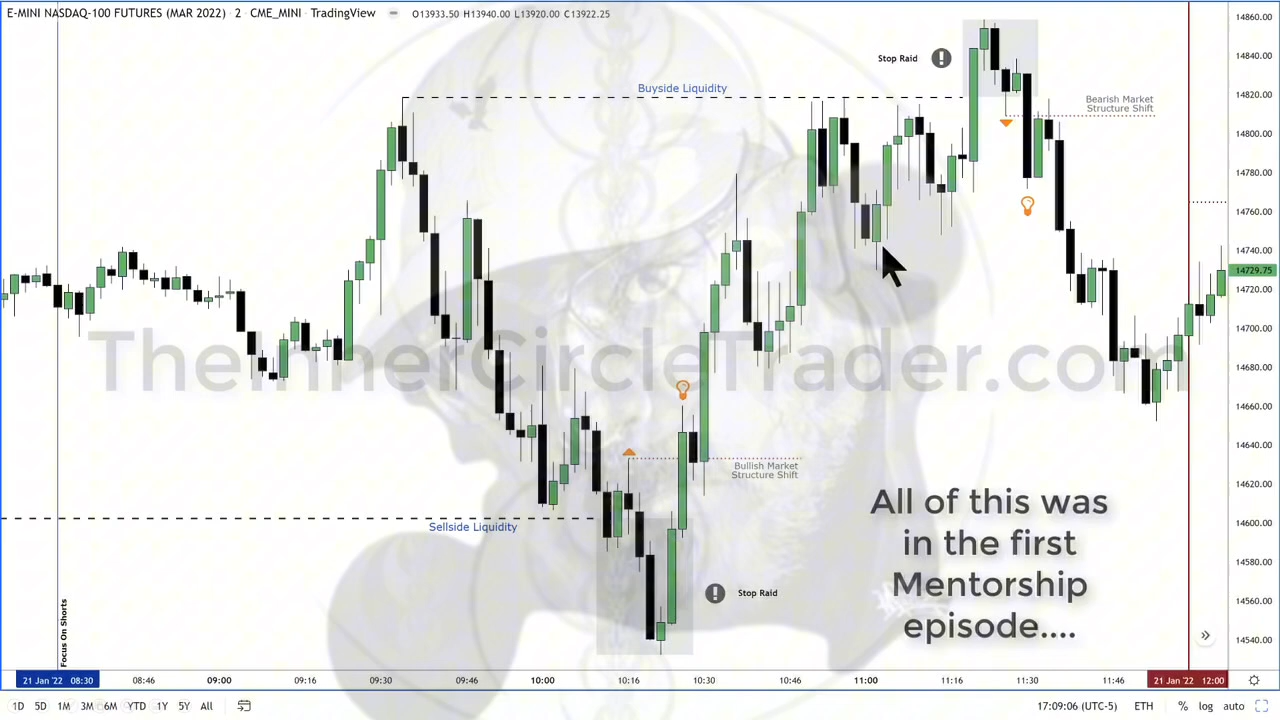 E-MINI NASDAQ-100 FUTURES (MAR 2022) · 2 · CME_MINI · TradingView O13933.50 H13940.00 L13920.00 C13922.25
14860.00
Stop Raid
14840.00
Buyside Liquidity
14820.00
Bearish Market
Structure Shift
14800.00
14780.00
14760.00
14740.00
14729.75
14720.00
14700.00
TheInnerCircleTrader.com
14680.00
14660.00
14640.00
Bullish Market
Structure Shift
14620.00
14600.00
Sellside Liquidity
14580.00
14560.00
14540.00
Stop Raid
All of this was
in the first
Mentorship
episode....
Focus On Shorts
21 Jan '22 08:30 08:46 09:00 09:16 09:30 09:46 10:00 10:16 10:30 10:46 11:00 11:16 11:30 11:46 21 Jan '22 12:00
1D 5D 1M 3M 6M YTD 1Y 5Y All 17:09:06 (UTC-5) ETH % log auto